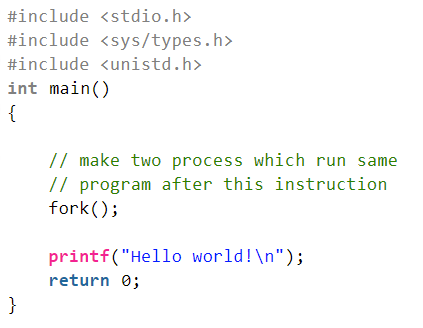 #include <stdio.h>
#include <sys/types.h>
#include <unistd.h>
int main()
{
    // make two process which run same
    // program after this instruction
    fork();
    printf("Hello world!\n");
    return 0;
}